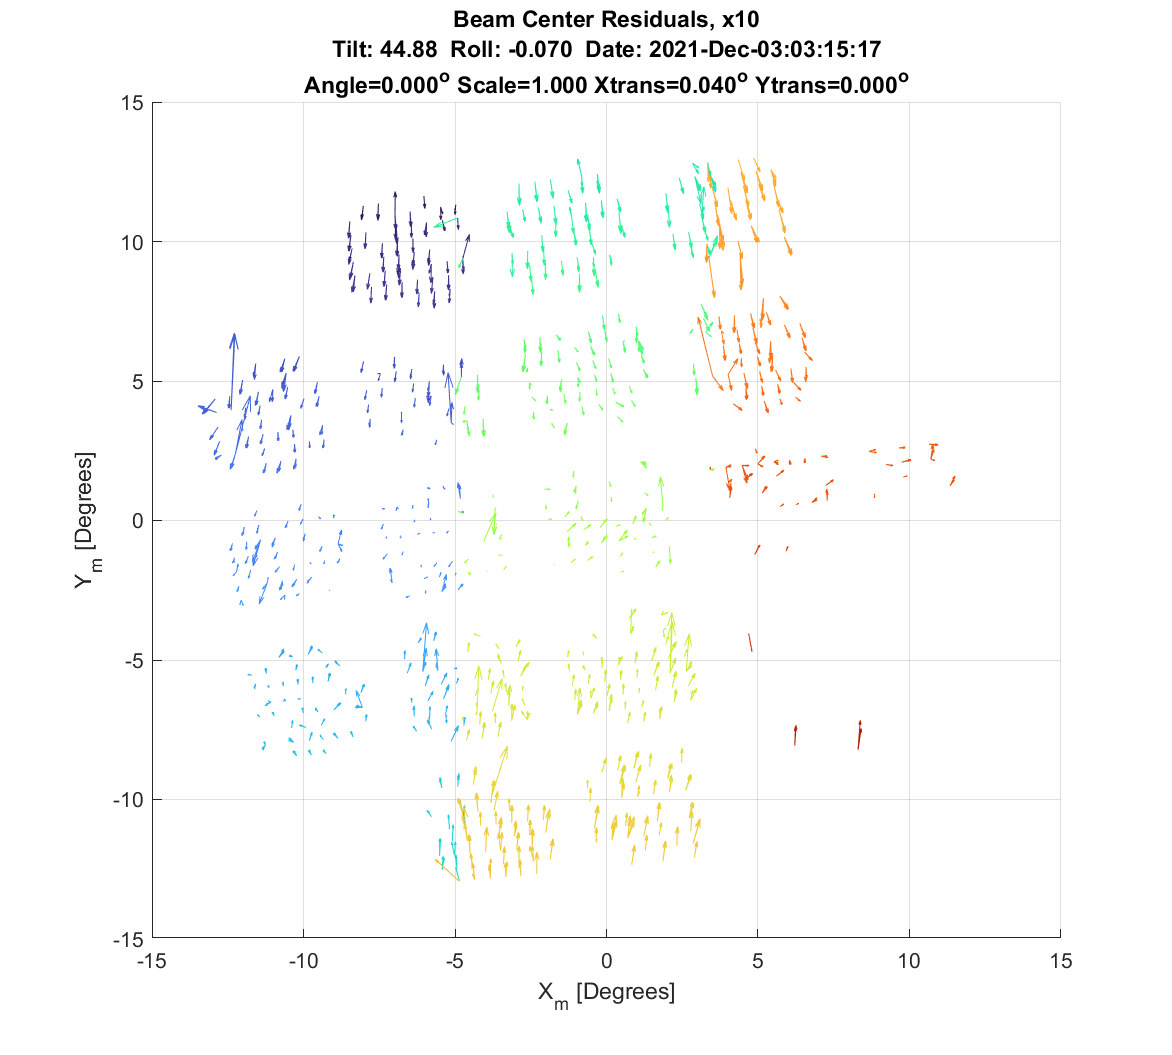 Beam Center Residuals, x10
Tilt: 44.88 Roll: -0.070 Date: 2021-Dec-03:03:15:17
Angle=0.000° Scale=1.000 Xtrans=0.040° Ytrans=0.000°
15
10
5
0
-5
-10
-15
Y_m [Degrees]
-15 -10 -5 0 5 10 15
X_m [Degrees]